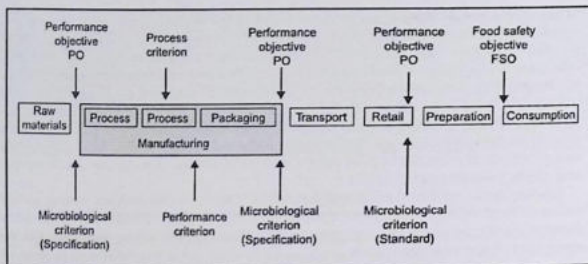 Performance
objective
PO
Process
criterion
Performance
objective
PO
Performance
objective
PO
Food safety
objective
FSO
Raw
materials
Process
Process
Packaging
Transport
Retail
Preparation
Consumption
Manufacturing
Microbiological
criterion
(Specification)
Performance
criterion
Microbiological
criterion
(Specification)
Microbiological
criterion
(Standard)